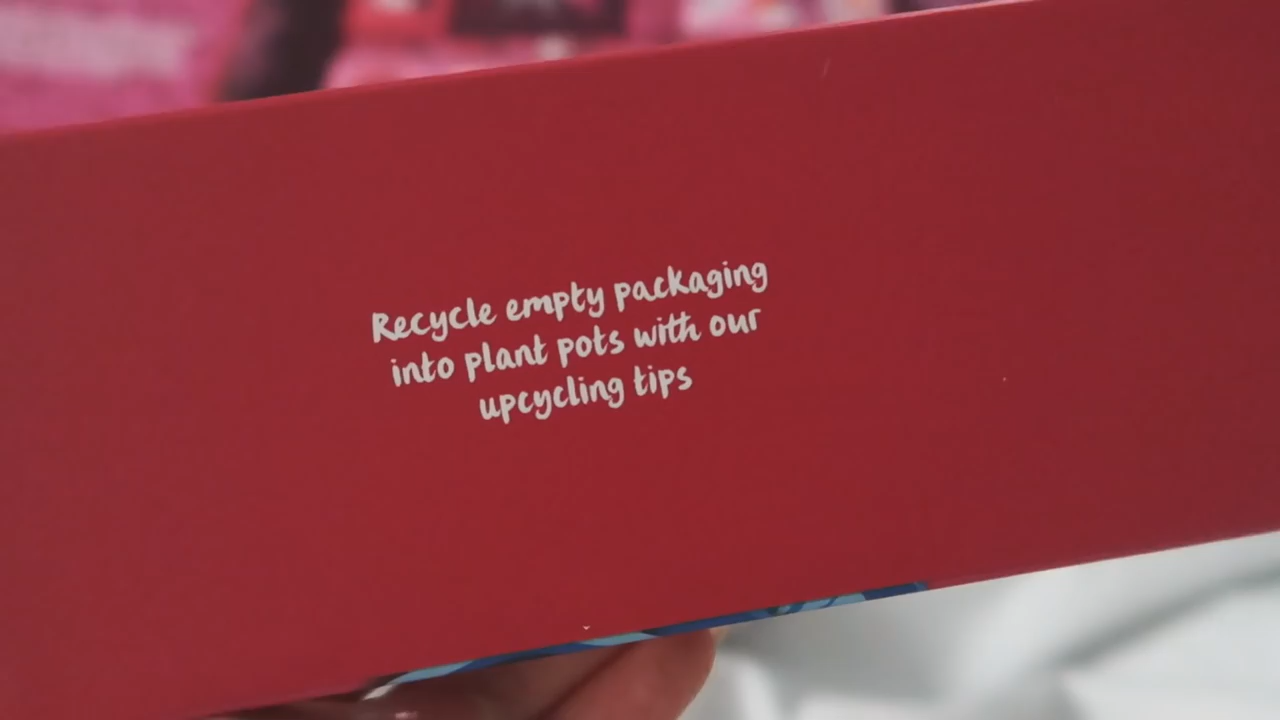 Recycle empty packaging
into plant pots with our
upcycling tips